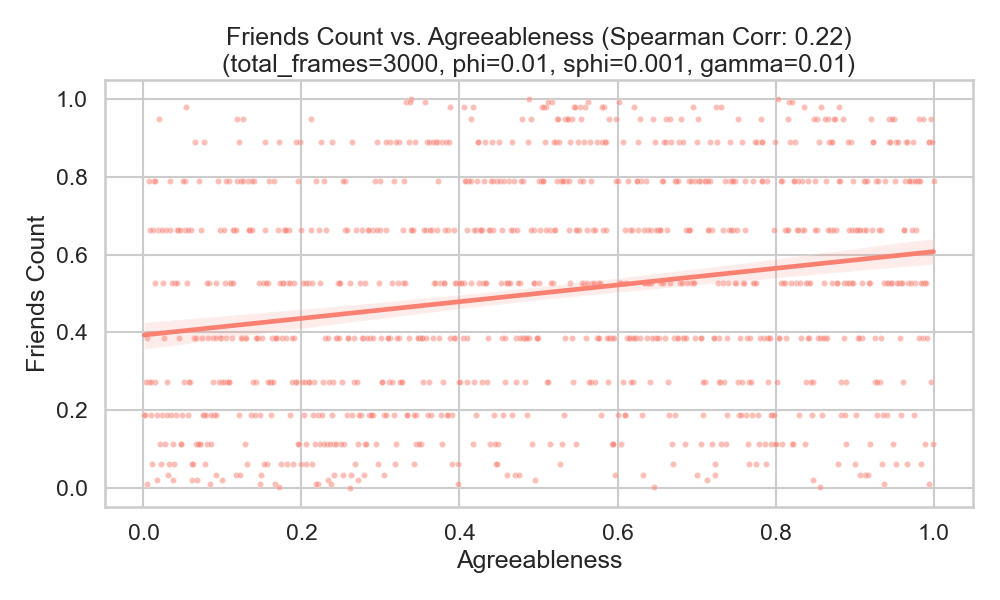 Friends Count vs. Agreeableness (Spearman Corr: 0.22)
(total_frames=3000, phi=0.01, sphi=0.001, gamma=0.01)
1.0
0.8
0.6
0.4
0.2
0.0
Friends Count
0.0 0.2 0.4 0.6 0.8 1.0
Agreeableness